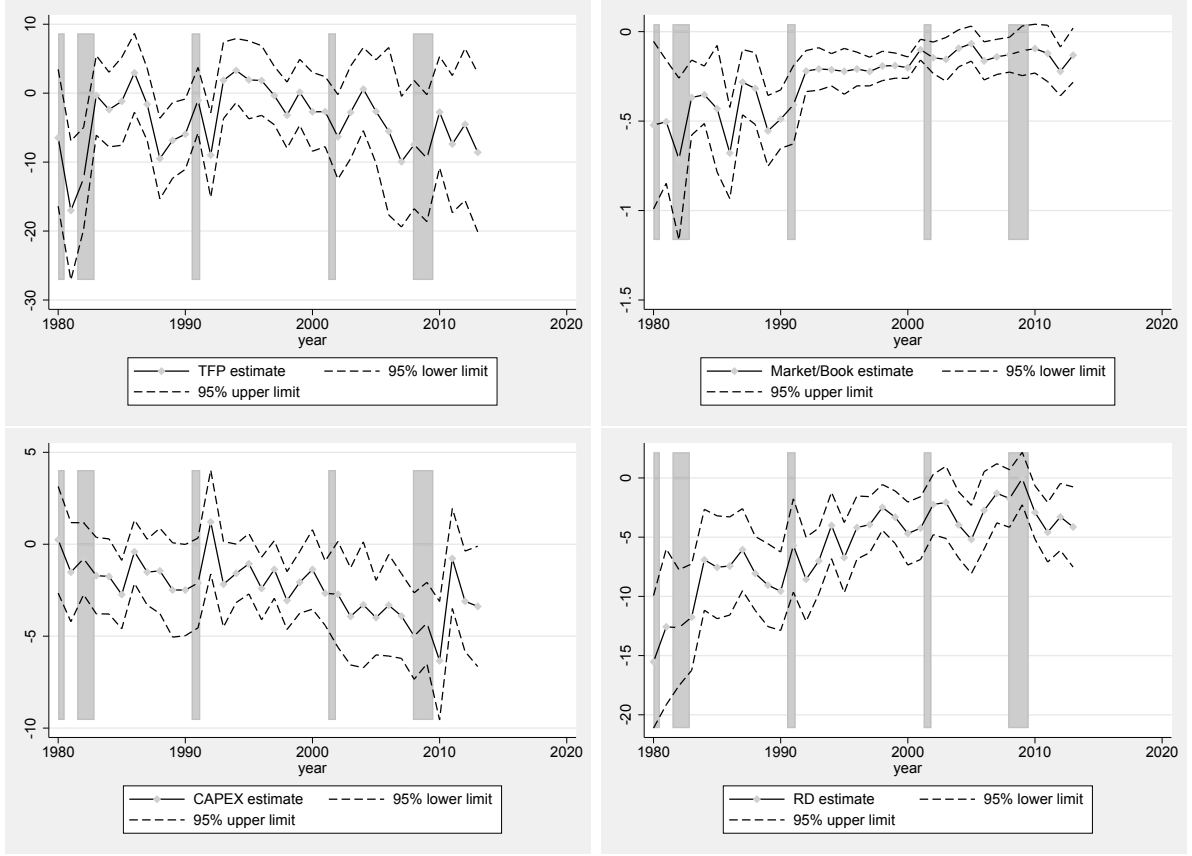 10
0
-10
-20
-30
1980 1990 2000 2010 2020
year
TFP estimate 95% lower limit
95% upper limit
0
-.5
-1
-1.5
1980 1990 2000 2010 2020
year
Market/Book estimate 95% lower limit
95% upper limit
5
0
-5
-10
1980 1990 2000 2010 2020
year
CAPEX estimate 95% lower limit
95% upper limit
0
-5
-10
-15
-20
1980 1990 2000 2010 2020
year
RD estimate 95% lower limit
95% upper limit